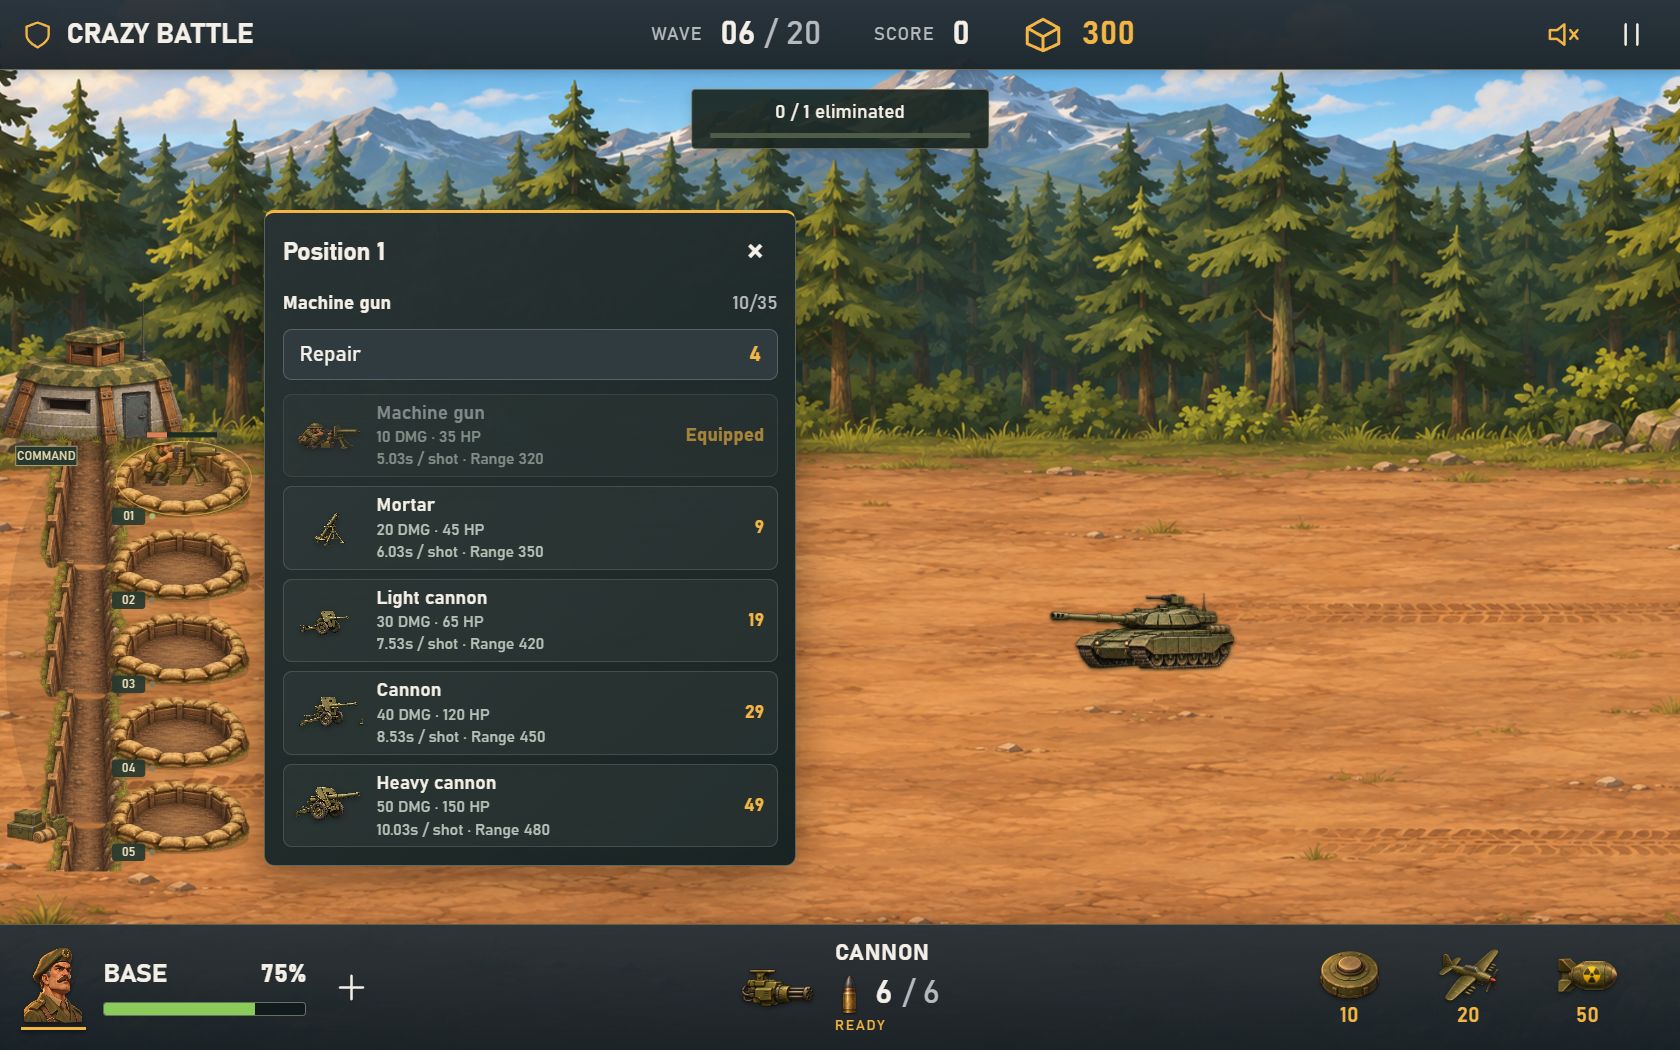 CRAZY BATTLE
WAVE 06 / 20 SCORE 0 300
0 / 1 eliminated
Position 1
Machine gun 10/35
Repair 4
Machine gun
10 DMG · 35 HP
5.03s / shot · Range 320
Equipped
Mortar
20 DMG · 45 HP
6.03s / shot · Range 350
9
Light cannon
30 DMG · 65 HP
7.53s / shot · Range 420
19
Cannon
40 DMG · 120 HP
8.53s / shot · Range 450
29
Heavy cannon
50 DMG · 150 HP
10.03s / shot · Range 480
49
COMMAND
01
02
03
04
05
BASE 75%
CANNON
6 / 6
READY
10 20 50